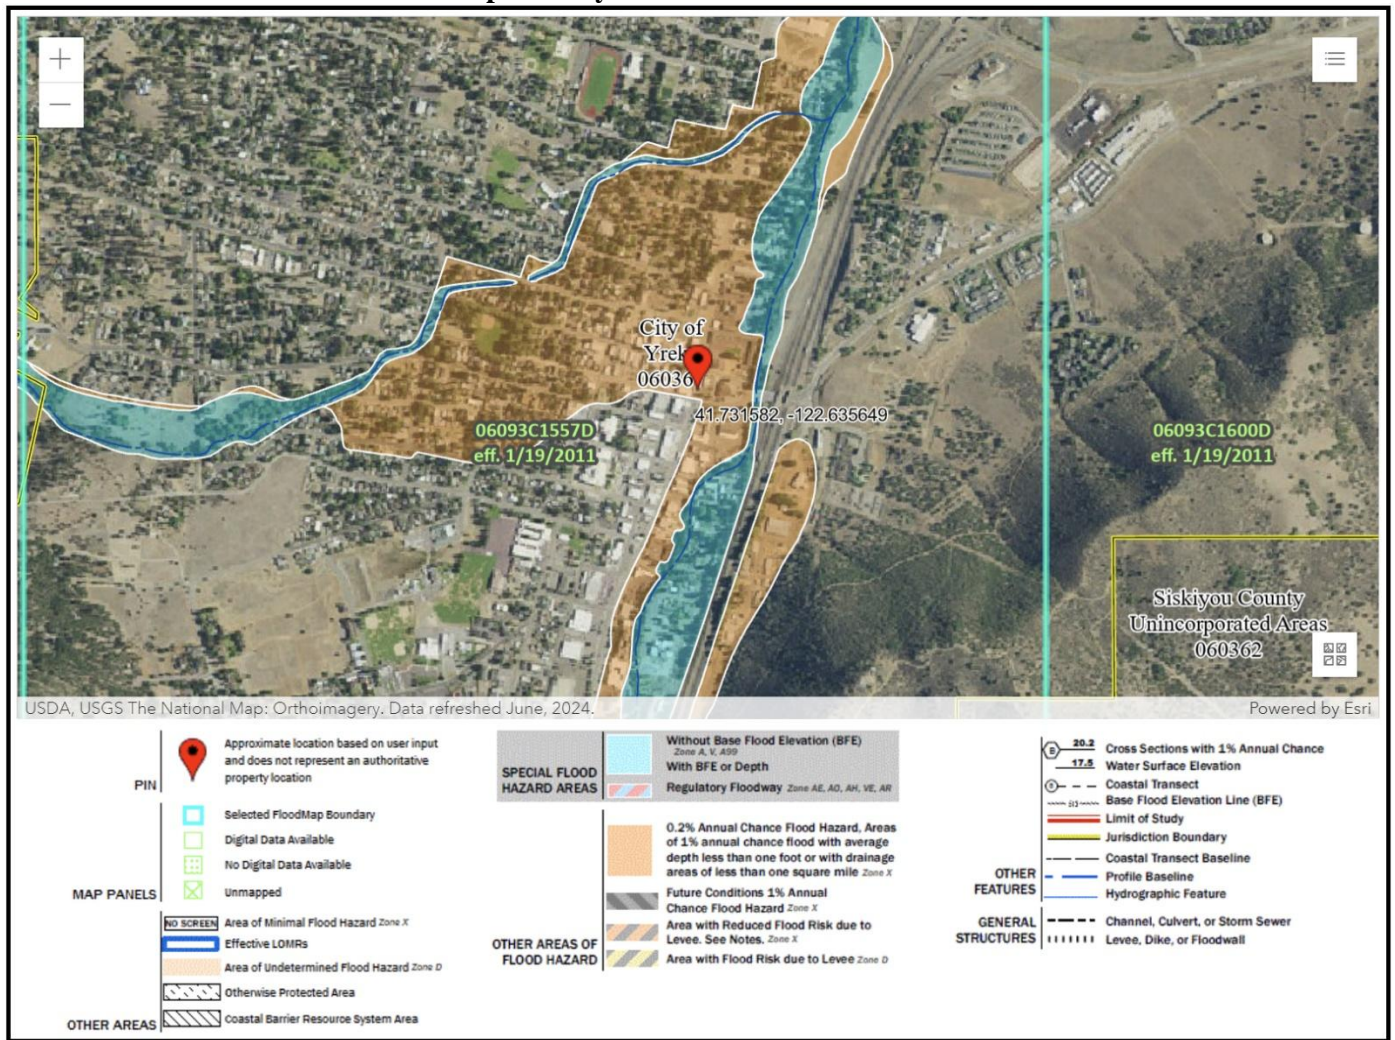 +
−
City of
Yrek
06036
41.731582, -122.635649
06093C1557D
eff. 1/19/2011
06093C1600D
eff. 1/19/2011
Siskiyou County
Unincorporated Areas
060362
USDA, USGS The National Map: Orthoimagery. Data refreshed June, 2024.
Powered by Esri
PIN
Approximate location based on user input
and does not represent an authoritative
property location
MAP PANELS
Selected FloodMap Boundary
Digital Data Available
No Digital Data Available
Unmapped
OTHER AREAS
NO SCREEN Area of Minimal Flood Hazard Zone X
Effective LOMRs
Area of Undetermined Flood Hazard Zone D
Otherwise Protected Area
Coastal Barrier Resource System Area
SPECIAL FLOOD
HAZARD AREAS
Without Base Flood Elevation (BFE)
Zone A, V, A99
With BFE or Depth
Regulatory Floodway Zone AE, AO, AH, VE, AR
OTHER AREAS OF
FLOOD HAZARD
0.2% Annual Chance Flood Hazard, Areas
of 1% annual chance flood with average
depth less than one foot or with drainage
areas of less than one square mile Zone X
Future Conditions 1% Annual
Chance Flood Hazard Zone X
Area with Reduced Flood Risk due to
Levee. See Notes. Zone X
Area with Flood Risk due to Levee Zone D
OTHER
FEATURES
B 20.2 Cross Sections with 1% Annual Chance
17.5 Water Surface Elevation
8 Coastal Transect
513 Base Flood Elevation Line (BFE)
Limit of Study
Jurisdiction Boundary
Coastal Transect Baseline
Profile Baseline
Hydrographic Feature
GENERAL
STRUCTURES
Channel, Culvert, or Storm Sewer
Levee, Dike, or Floodwall